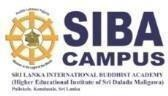 SIBA
CAMPUS
SRI LANKA INTERNATIONAL BUDDHIST ACADEMY
(Higher Educational Institute of Sri Dalada Maligawa)
Pallekele, Kundasale, Sri Lanka